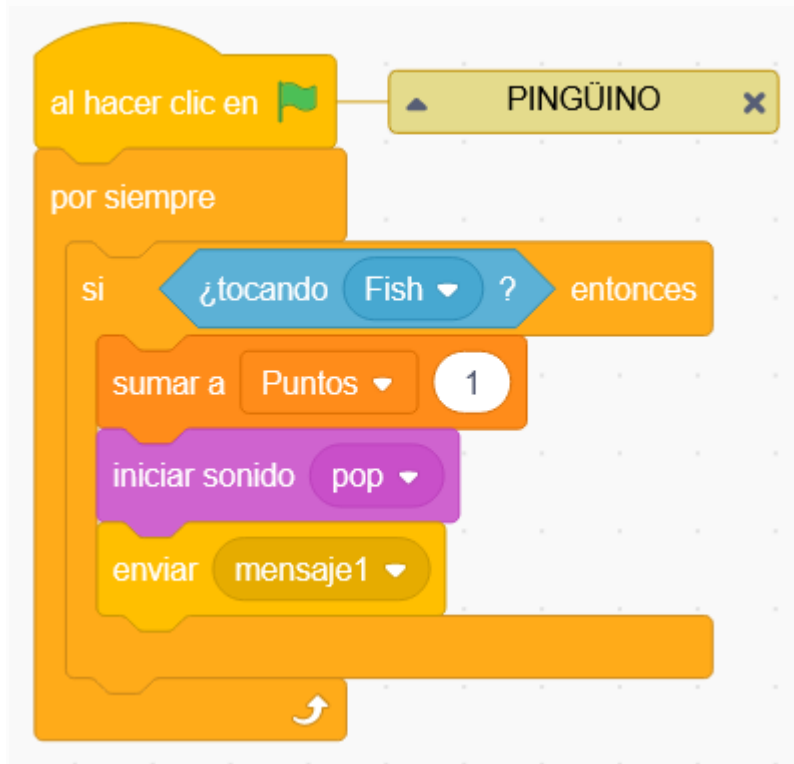 al hacer clic en PINGÜINO
por siempre
si ¿tocando Fish ? entonces
sumar a Puntos 1
iniciar sonido pop
enviar mensaje1